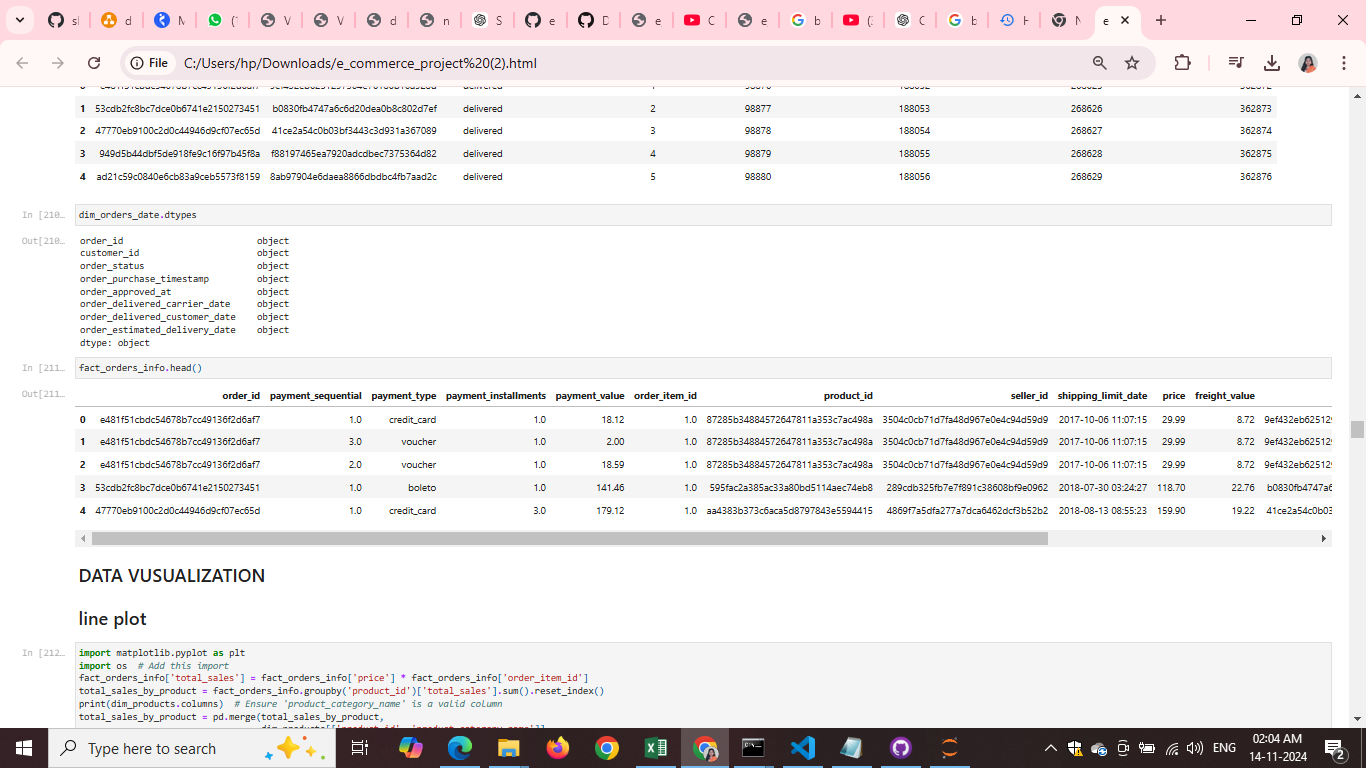 File C:/Users/hp/Downloads/e_commerce_project%20(2).html
1 53cdb2fc8bc7dce0b6741e2150273451 b0830fb4747a6c6d20dea0b8c802d7ef delivered 2 98877 188053 268626 362873
2 47770eb9100c2d0c44946d9cf07ec65d 41ce2a54c0b03bf3443c3d931a367089 delivered 3 98878 188054 268627 362874
3 949d5b44dbf5de918fe9c16f97b45f8a f88197465ea7920adcdbec7375364d82 delivered 4 98879 188055 268628 362875
4 ad21c59c0840e6cb83a9ceb5573f8159 8ab97904e6daea8866dbdbc4fb7aad2c delivered 5 98880 188056 268629 362876
In [210...
dim_orders_date.dtypes
Out[210...
order_id object
customer_id object
order_status object
order_purchase_timestamp object
order_approved_at object
order_delivered_carrier_date object
order_delivered_customer_date object
order_estimated_delivery_date object
dtype: object
In [211...
fact_orders_info.head()
Out[211...
order_id payment_sequential payment_type payment_installments payment_value order_item_id product_id seller_id shipping_limit_date price freight_value
0 e481f51cbdc54678b7cc49136f2d6af7 1.0 credit_card 1.0 18.12 1.0 87285b34884572647811a353c7ac498a 3504c0cb71d7fa48d967e0e4c94d59d9 2017-10-06 11:07:15 29.99 8.72 9ef432eb625129
1 e481f51cbdc54678b7cc49136f2d6af7 3.0 voucher 1.0 2.00 1.0 87285b34884572647811a353c7ac498a 3504c0cb71d7fa48d967e0e4c94d59d9 2017-10-06 11:07:15 29.99 8.72 9ef432eb625129
2 e481f51cbdc54678b7cc49136f2d6af7 2.0 voucher 1.0 18.59 1.0 87285b34884572647811a353c7ac498a 3504c0cb71d7fa48d967e0e4c94d59d9 2017-10-06 11:07:15 29.99 8.72 9ef432eb625129
3 53cdb2fc8bc7dce0b6741e2150273451 1.0 boleto 1.0 141.46 1.0 595fac2a385ac33a80bd5114aec74eb8 289cdb325fb7e7f891c38608bf9e0962 2018-07-30 03:24:27 118.70 22.76 b0830fb4747a6
4 47770eb9100c2d0c44946d9cf07ec65d 1.0 credit_card 3.0 179.12 1.0 aa4383b373c6aca5d8797843e5594415 4869f7a5dfa277a7dca6462dcf3b52b2 2018-08-13 08:55:23 159.90 19.22 41ce2a54c0b03
DATA VUSUALIZATION
line plot
In [212...
import matplotlib.pyplot as plt
import os # Add this import
fact_orders_info['total_sales'] = fact_orders_info['price'] * fact_orders_info['order_item_id']
total_sales_by_product = fact_orders_info.groupby('product_id')['total_sales'].sum().reset_index()
print(dim_products.columns) # Ensure 'product_category_name' is a valid column
total_sales_by_product = pd.merge(total_sales_by_product,
Type here to search
ENG
02:04 AM
14-11-2024
2